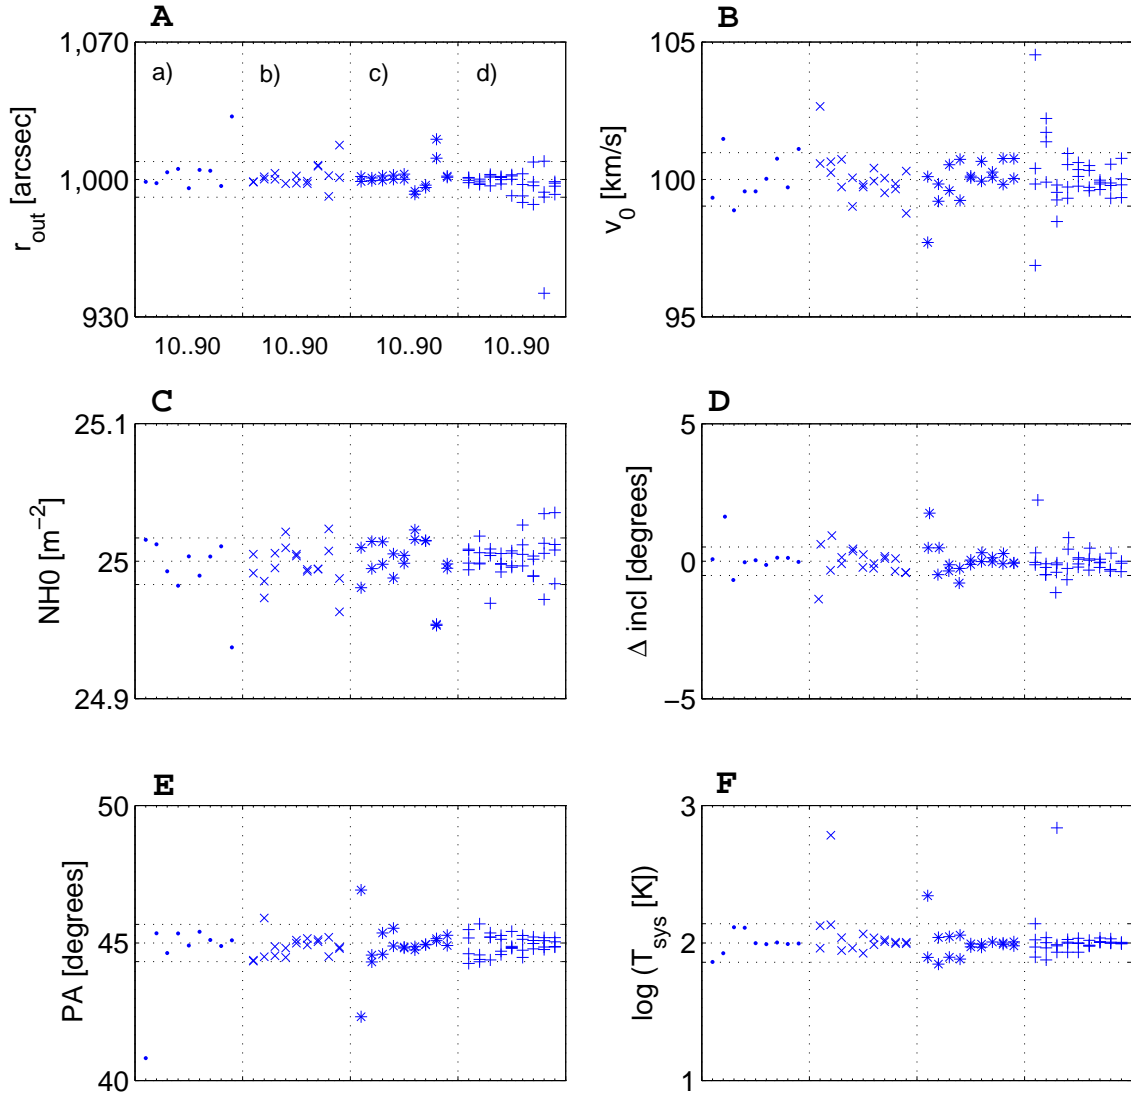 A
B
1,070
1,000
930
r_out [arcsec]
a)
b)
c)
d)
10..90
10..90
10..90
10..90
105
100
95
v_0 [km/s]
C
D
25.1
25
24.9
NH0 [m^−2]
5
0
−5
Δ incl [degrees]
E
F
50
45
40
PA [degrees]
3
2
1
log (T_sys [K])